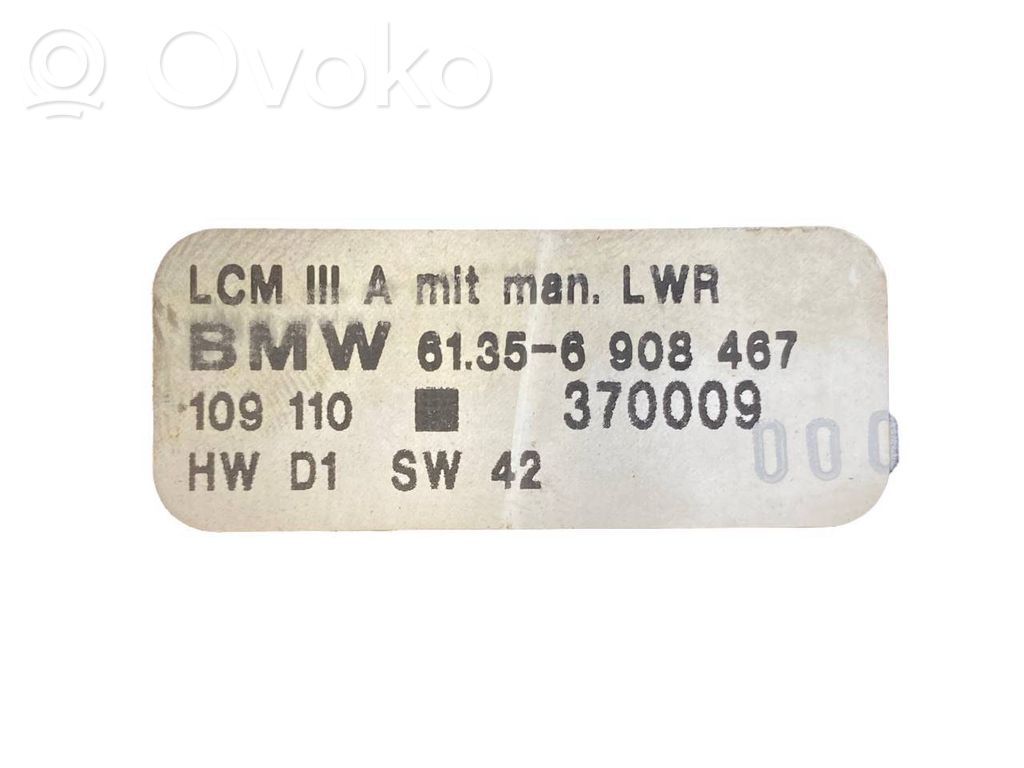 Ovoko
LCM III A mit man. LWR
BMW 61.35-6 908 467
109 110 370009
000
HW D1 SW 42